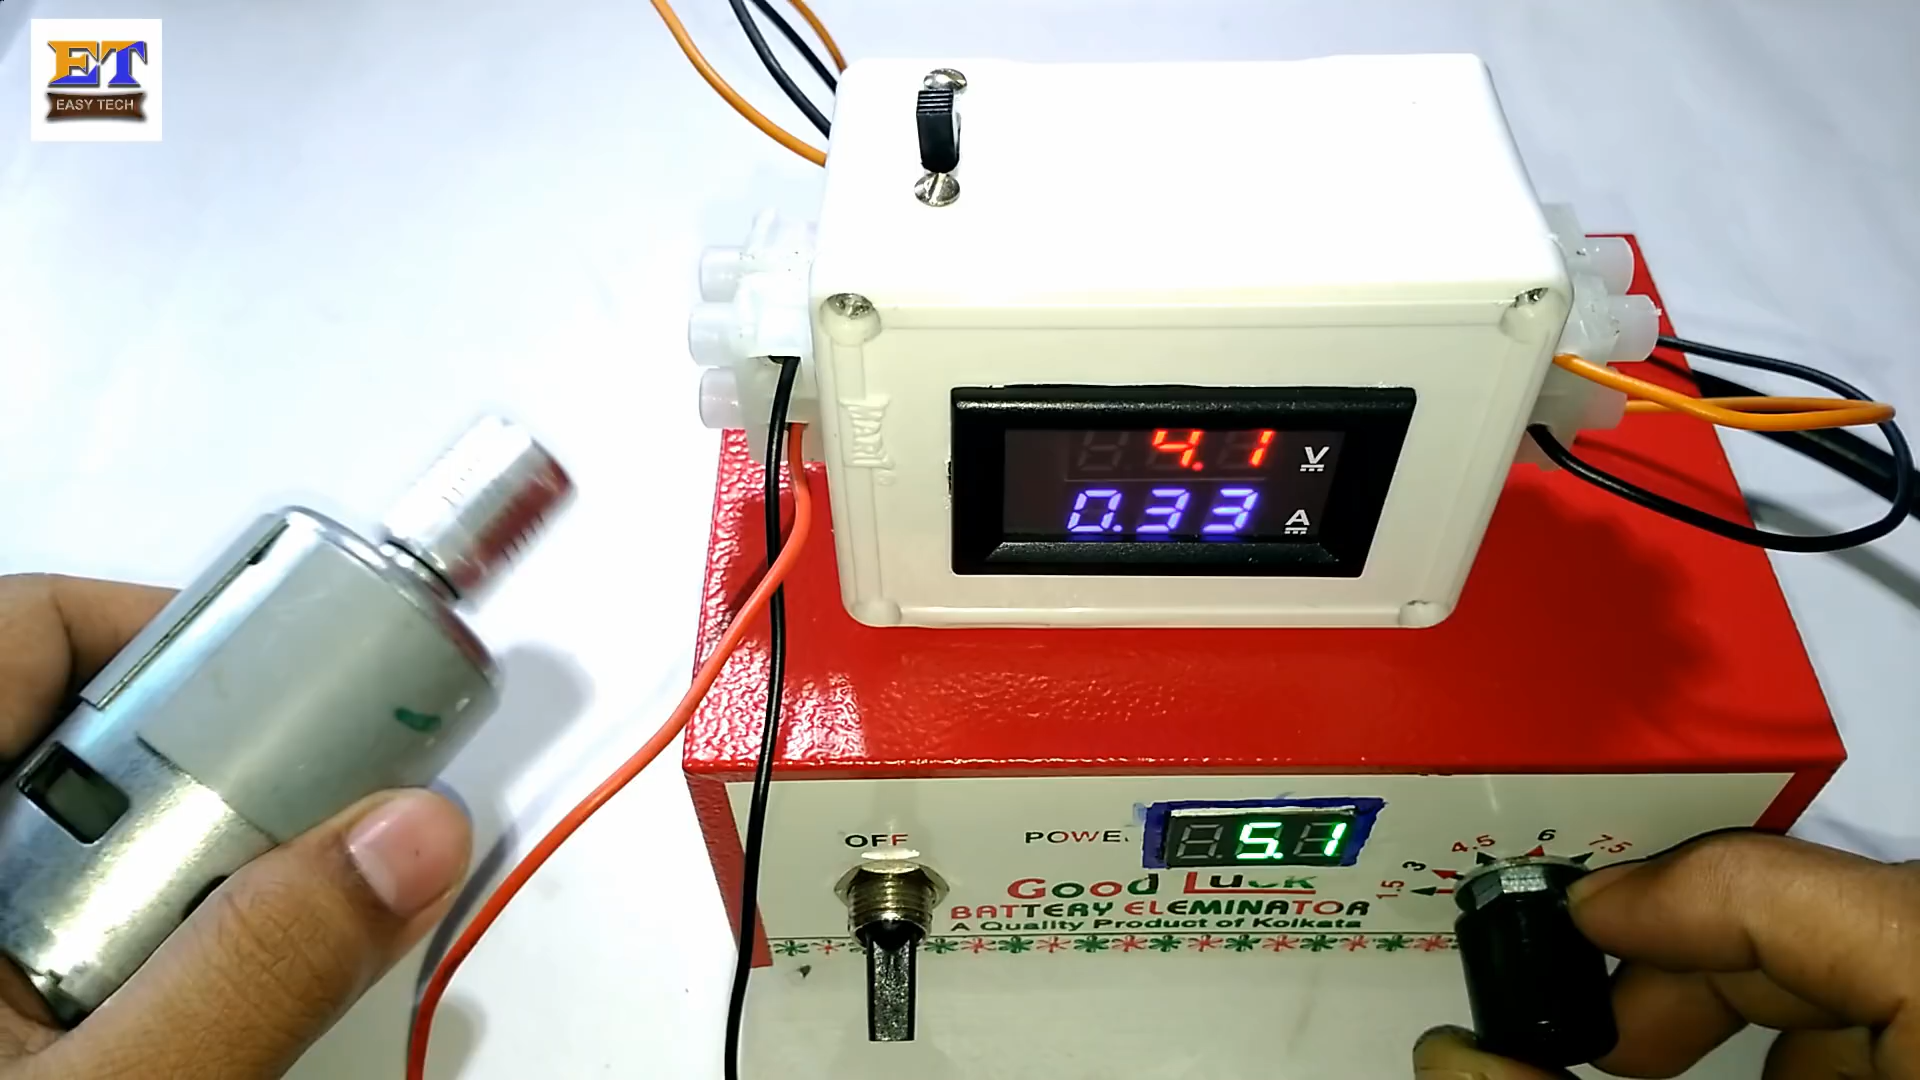 ET
EASY TECH
4.1 V
0.33 A
OFF
POWE
5.1
1.5 3 4.5 6 7.5
Good Luck
BATTERY ELEMINATOR
A Quality Product of Kolkata